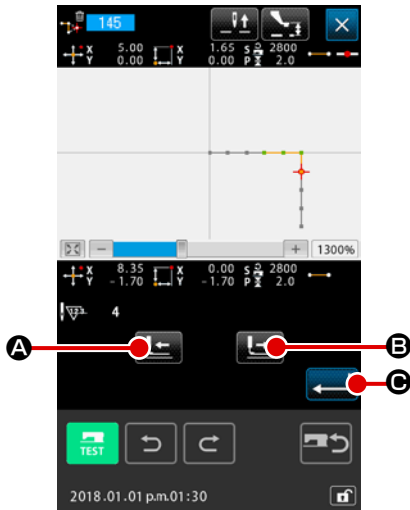 145
X 5.00 X 1.65 S 2800
Y 0.00 Y 0.00 P 2.0
1300%
X 8.35 X 0.00 S 2800
Y -1.70 Y -1.70 P 2.0
123 4
A B
C
TEST
2018.01.01 p.m.01:30